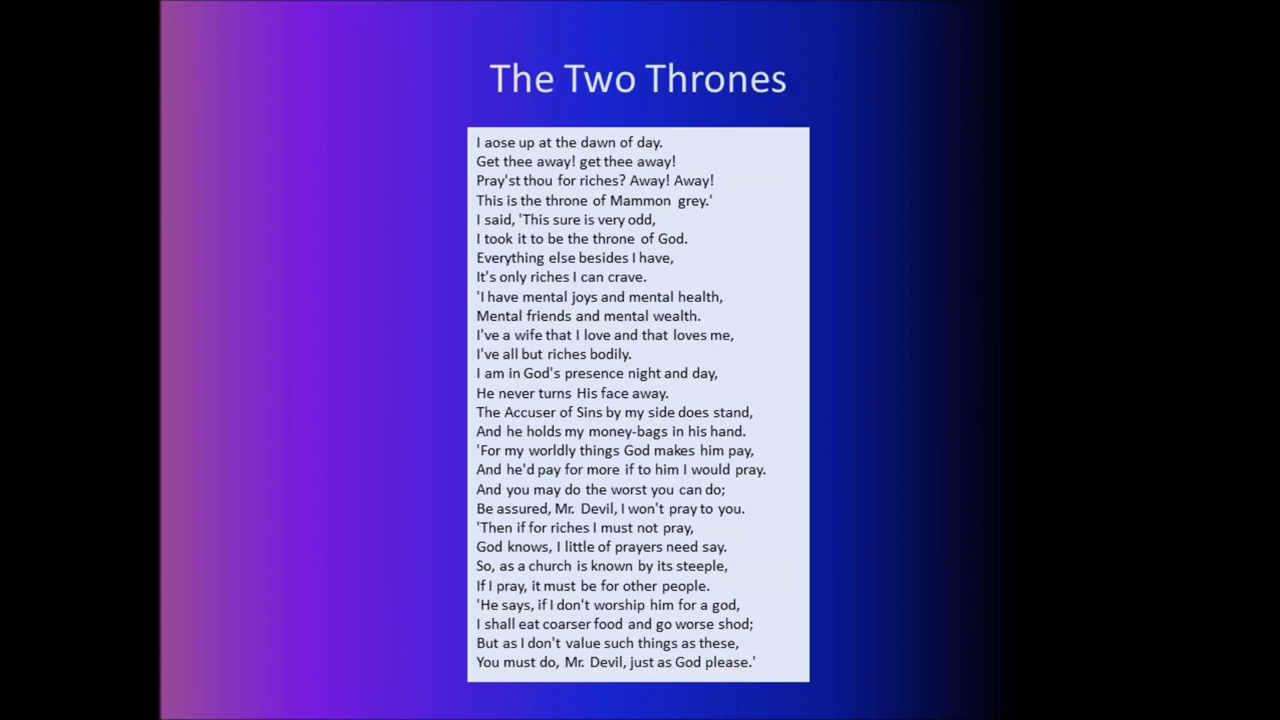 The Two Thrones
I aose up at the dawn of day.
Get thee away! get thee away!
Pray'st thou for riches? Away! Away!
This is the throne of Mammon grey.'
I said, 'This sure is very odd,
I took it to be the throne of God.
Everything else besides I have,
It's only riches I can crave.
'I have mental joys and mental health,
Mental friends and mental wealth.
I've a wife that I love and that loves me,
I've all but riches bodily.
I am in God's presence night and day,
He never turns His face away.
The Accuser of Sins by my side does stand,
And he holds my money-bags in his hand.
'For my worldly things God makes him pay,
And he'd pay for more if to him I would pray.
And you may do the worst you can do;
Be assured, Mr. Devil, I won't pray to you.
'Then if for riches I must not pray,
God knows, I little of prayers need say.
So, as a church is known by its steeple,
If I pray, it must be for other people.
'He says, if I don't worship him for a god,
I shall eat coarser food and go worse shod;
But as I don't value such things as these,
You must do, Mr. Devil, just as God please.'